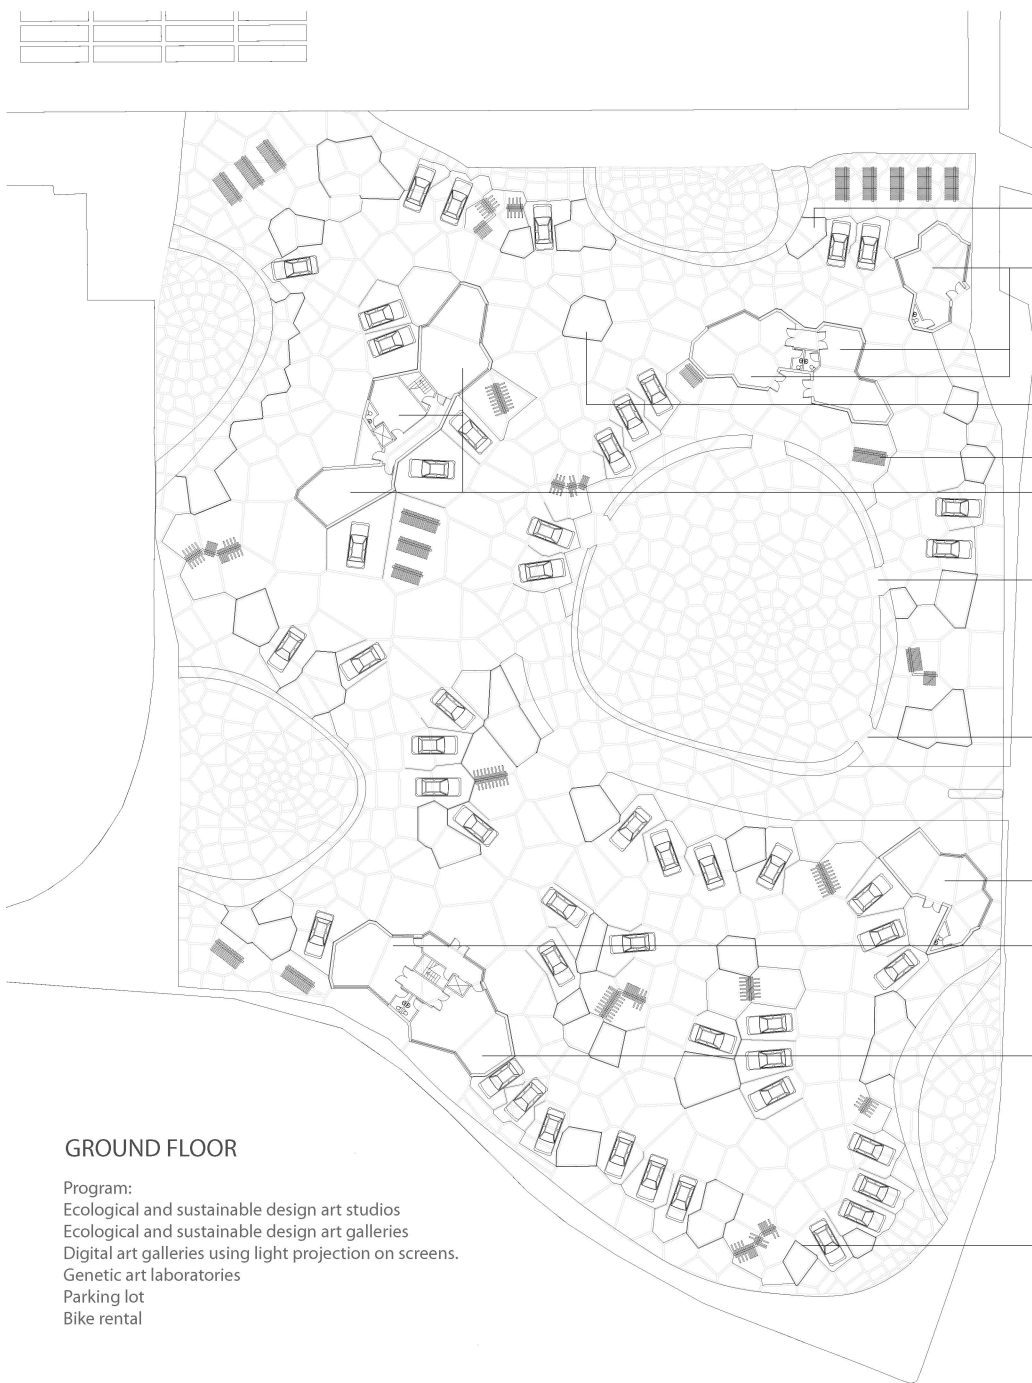 GROUND FLOOR
Program:
Ecological and sustainable design art studios
Ecological and sustainable design art galleries
Digital art galleries using light projection on screens.
Genetic art laboratories
Parking lot
Bike rental